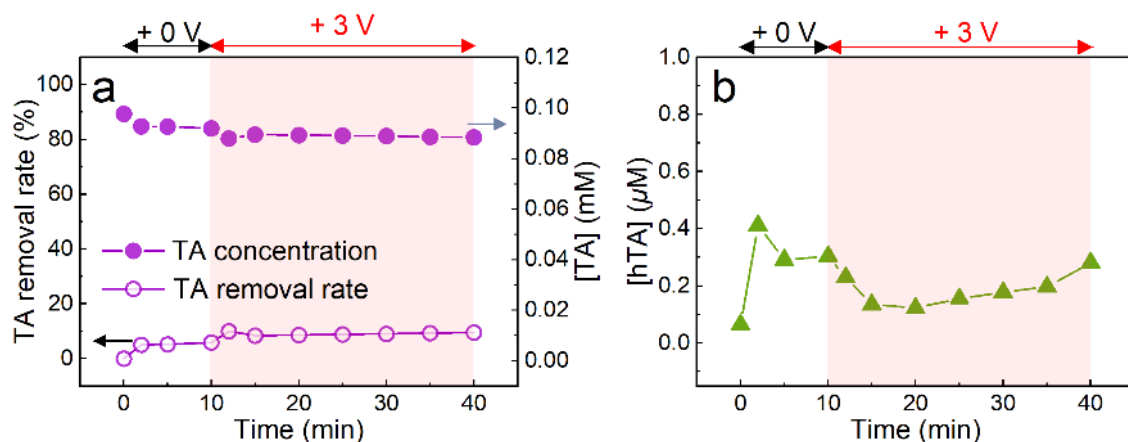 + 0 V
+ 3 V
a
TA removal rate (%)
100
80
60
40
20
0
0.12
0.10
0.08
0.06
0.04
0.02
0.00
[TA] (mM)
TA concentration
TA removal rate
0
10
20
30
40
Time (min)
+ 0 V
+ 3 V
b
[hTA] (µM)
1.0
0.8
0.6
0.4
0.2
0.0
0
10
20
30
40
Time (min)